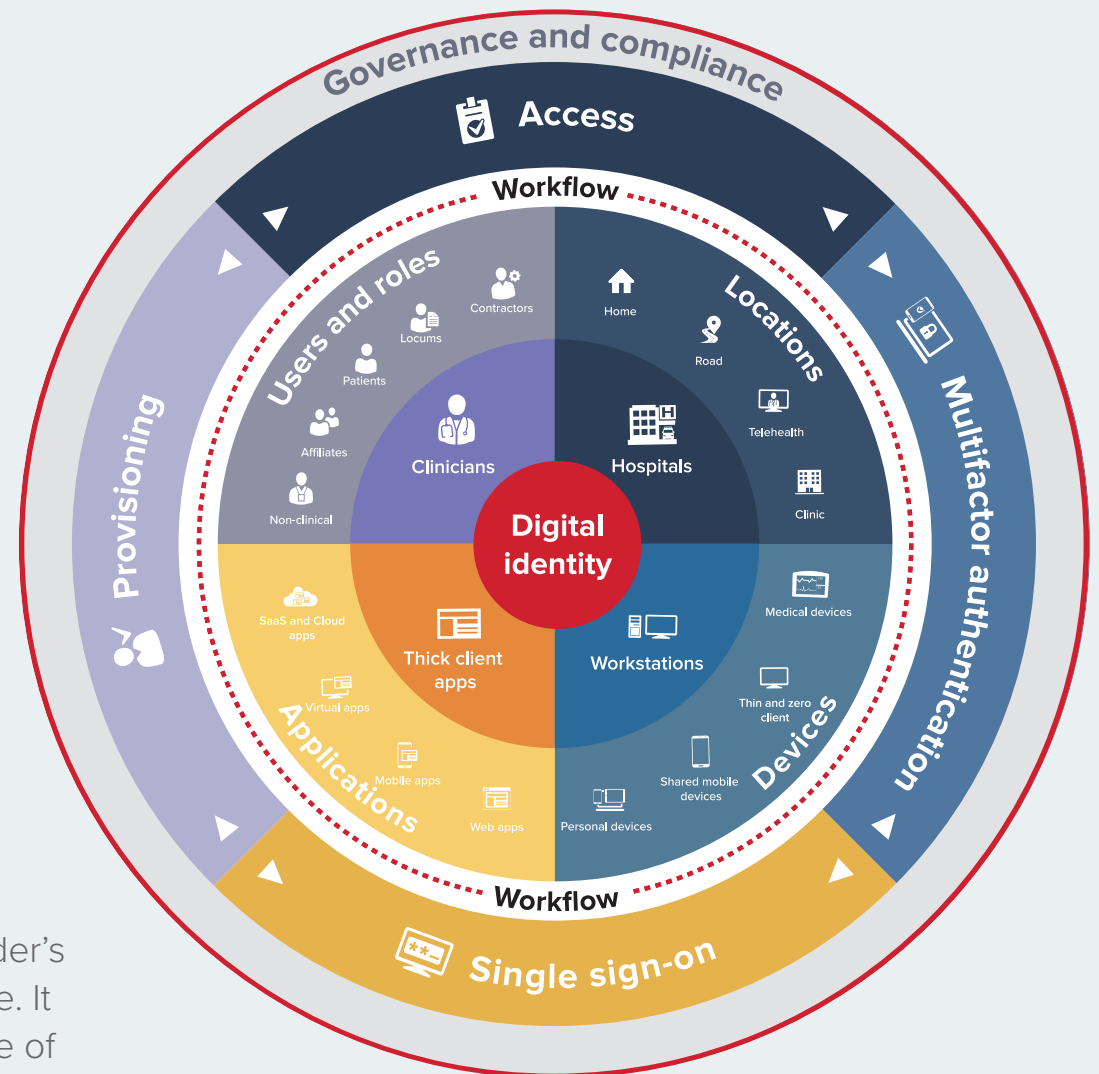 Governance and compliance
Access
Workflow
Users and roles
Locations
Contractors
Home
Locums
Road
Patients
Telehealth
Affiliates
Clinicians
Hospitals
Non-clinical
Clinic
Provisioning
Multifactor authentication
Digital
identity
SaaS and Cloud
apps
Thick client
apps
Workstations
Medical devices
Virtual apps
Thin and zero
client
Applications
Devices
Mobile apps
Shared mobile
devices
Web apps
Personal devices
Workflow
**_
Single sign-on
der’s
e. It
e of